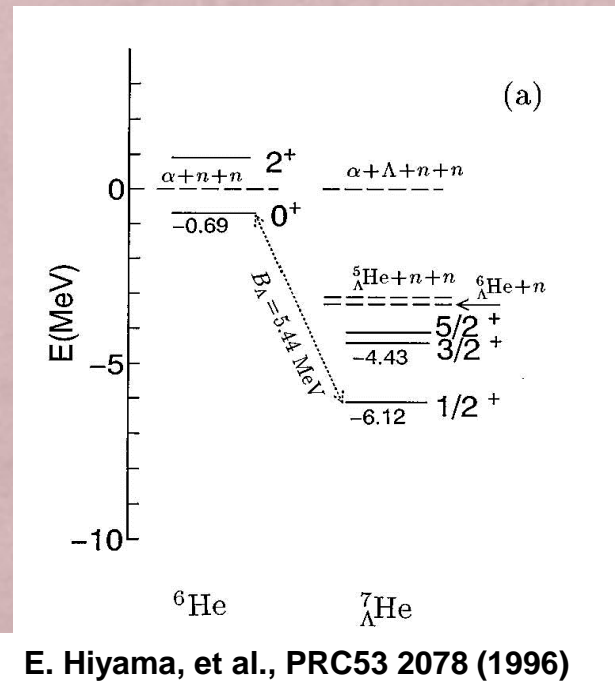 (a)
2⁺
α+n+n
α+Λ+n+n
0
0⁺
−0.69
B_Λ=5.44 MeV
⁵_ΛHe+n+n
⁶_ΛHe+n
E(MeV)
5/2⁺
−5
3/2⁺
−4.43
1/2⁺
−6.12
−10
⁶He
⁷_ΛHe
E. Hiyama, et al., PRC53 2078 (1996)